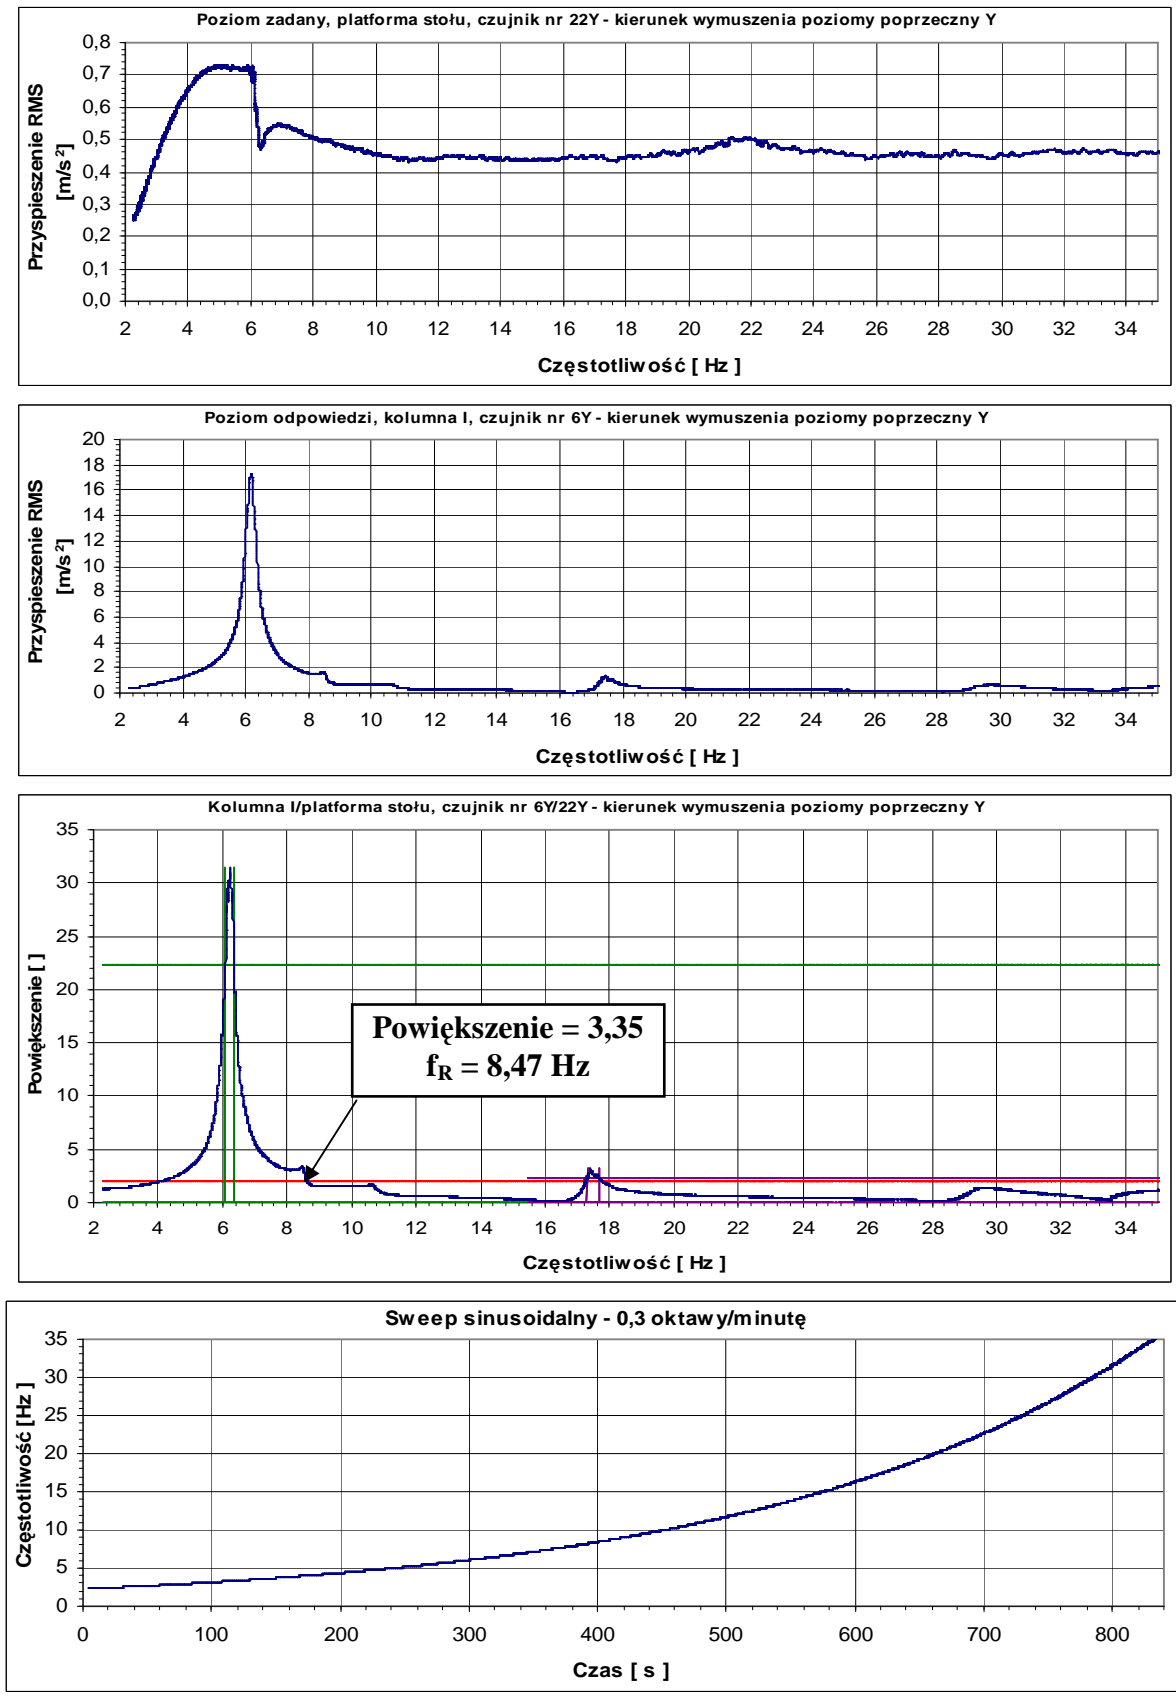 Poziom zadany, platforma stołu, czujnik nr 22Y - kierunek wymuszenia poziomy poprzeczny Y
Przyspieszenie RMS
[m/s²]
0,8
0,7
0,6
0,5
0,4
0,3
0,2
0,1
0,0
2 4 6 8 10 12 14 16 18 20 22 24 26 28 30 32 34
Częstotliwość [ Hz ]
Poziom odpowiedzi, kolumna I, czujnik nr 6Y - kierunek wymuszenia poziomy poprzeczny Y
Przyspieszenie RMS
[m/s²]
20
18
16
14
12
10
8
6
4
2
0
2 4 6 8 10 12 14 16 18 20 22 24 26 28 30 32 34
Częstotliwość [ Hz ]
Kolumna I/platforma stołu, czujnik nr 6Y/22Y - kierunek wymuszenia poziomy poprzeczny Y
Powiększenie [ ]
35
30
25
20
15
10
5
0
Powiększenie = 3,35
fR = 8,47 Hz
2 4 6 8 10 12 14 16 18 20 22 24 26 28 30 32 34
Częstotliwość [ Hz ]
Sweep sinusoidalny - 0,3 oktawy/minutę
Częstotliwość [Hz ]
35
30
25
20
15
10
5
0
0 100 200 300 400 500 600 700 800
Czas [ s ]